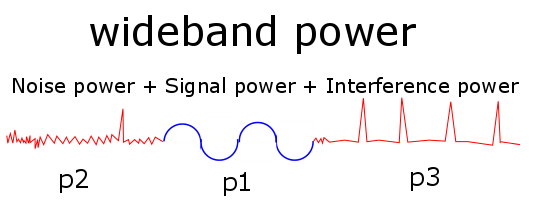 wideband power
Noise power + Signal power + Interference power
p2 p1 p3